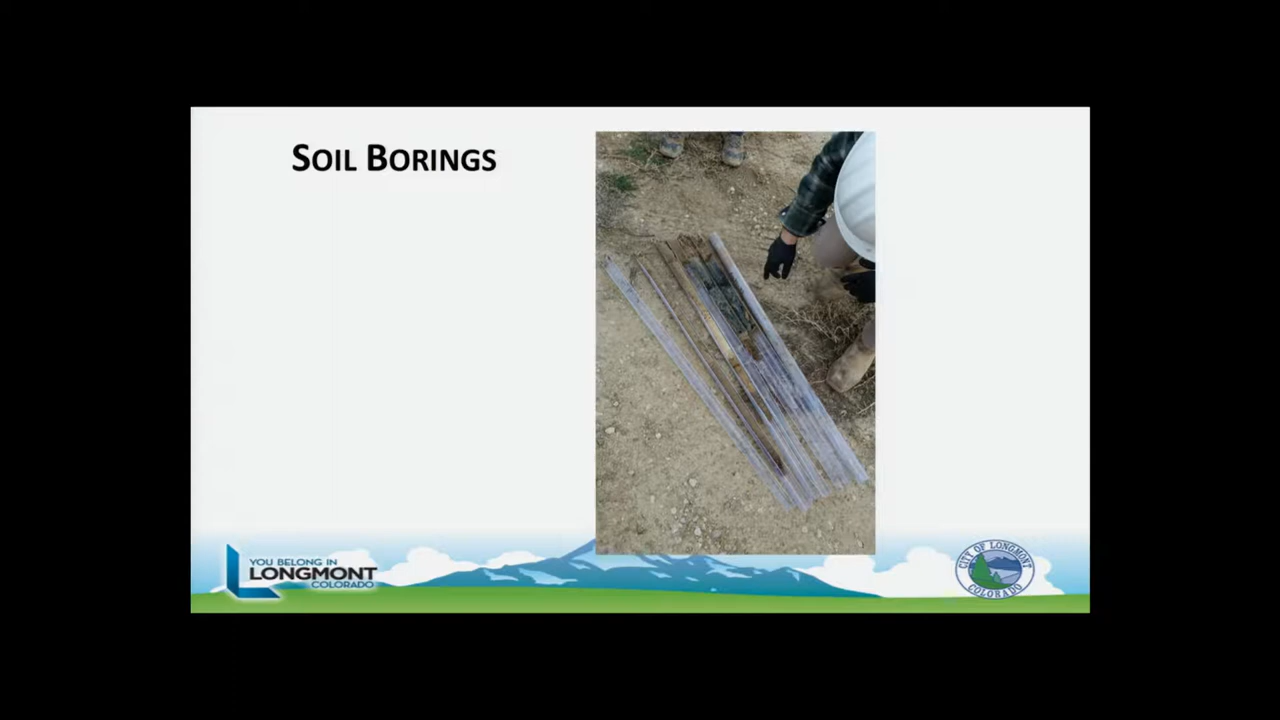 SOIL BORINGS
YOU BELONG IN
LONGMONT
COLORADO
CITY OF LONGMONT
COLORADO